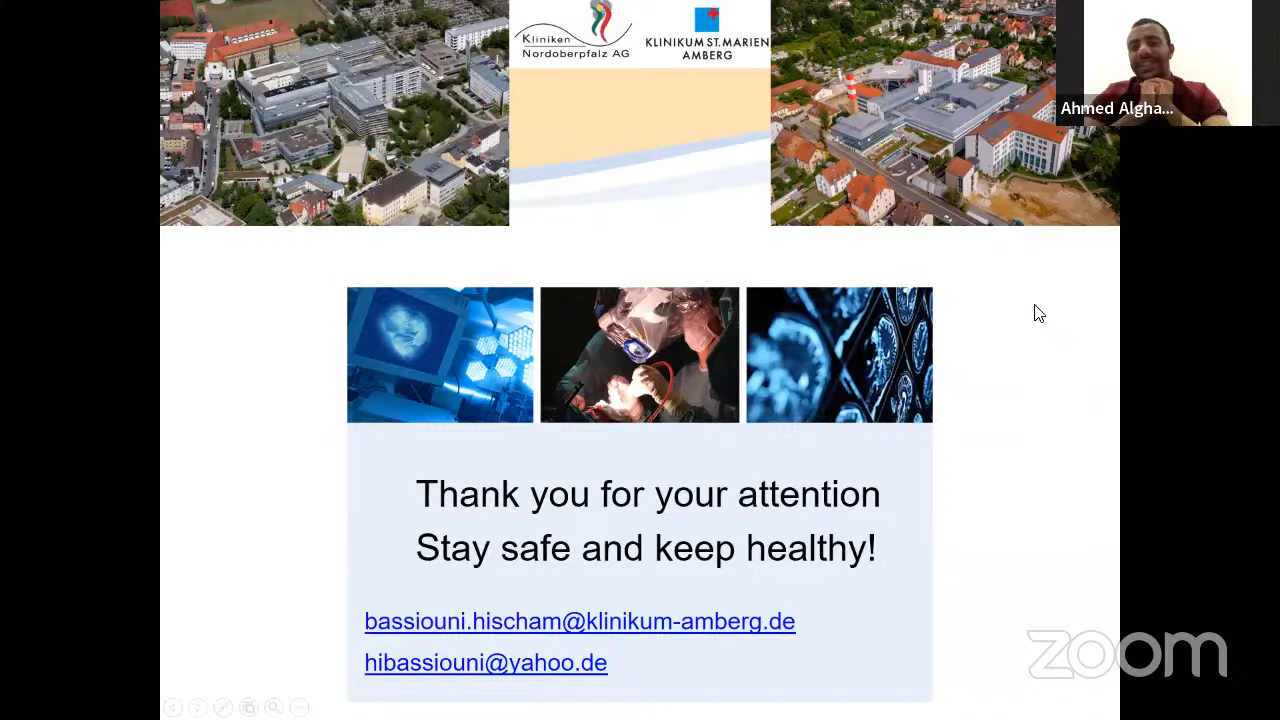 Kliniken
Nordoberpfalz AG
KLINIKUM ST. MARIEN
AMBERG
Ahmed Algha...
Thank you for your attention
Stay safe and keep healthy!
bassiouni.hischam@klinikum-amberg.de
hibassiouni@yahoo.de
zoom